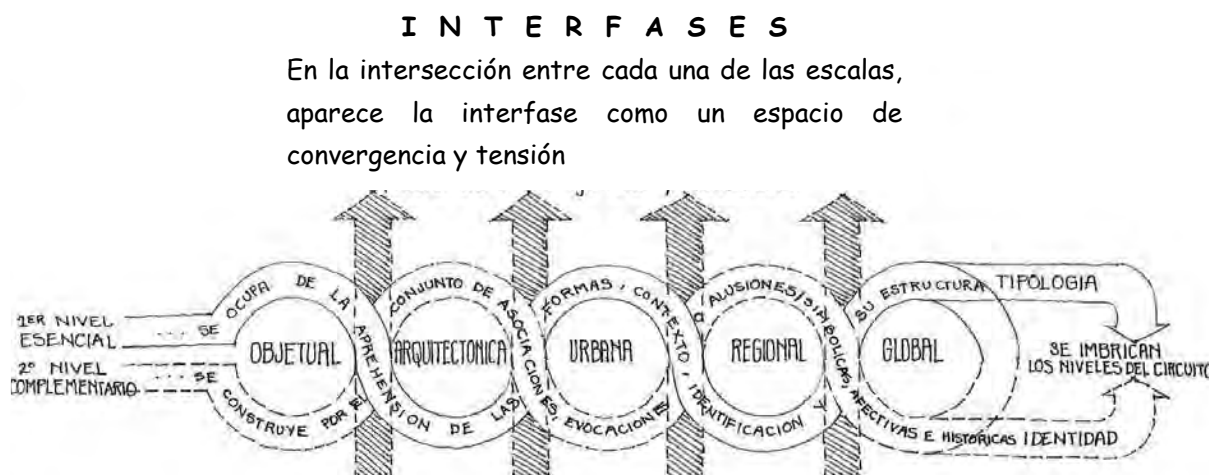 INTERFASES
En la intersección entre cada una de las escalas,
aparece la interfase como un espacio de
convergencia y tensión
1ER NIVEL
ESENCIAL
... SE OCUPA DE LA APREHENSION DE LAS FORMAS, CONTEXTO, IDENTIFICACION Y SU ESTRUCTURA TIPOLOGIA
2º NIVEL
COMPLEMENTARIO
... SE CONSTRUYE POR EL CONJUNTO DE ASOCIACIONES, EVOCACIONES ALUSIONES SIMBOLICAS, AFECTIVAS E HISTORICAS IDENTIDAD
OBJETUAL
ARQUITECTONICA
URBANA
REGIONAL
GLOBAL
SE IMBRICAN
LOS NIVELES DEL CIRCUITO